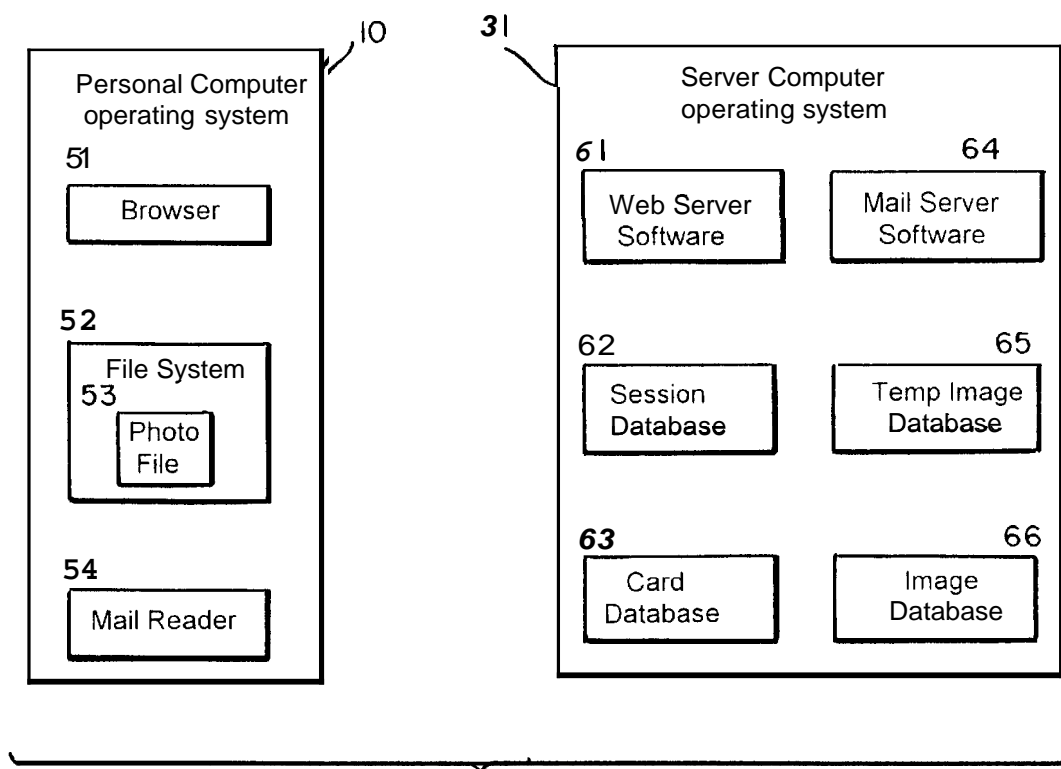 10
Personal Computer
operating system
51
Browser
52
File System
53
Photo
File
54
Mail Reader
31
Server Computer
operating system
61
Web Server
Software
64
Mail Server
Software
62
Session
Database
65
Temp Image
Database
63
Card
Database
66
Image
Database